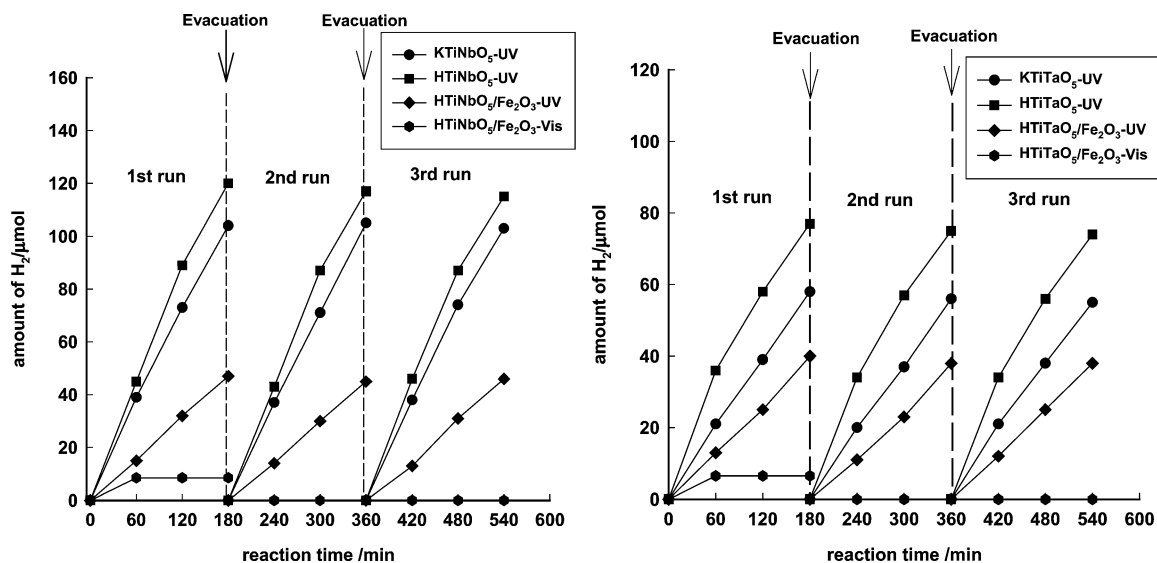 Evacuation Evacuation
KTiNbO₅-UV
HTiNbO₅-UV
HTiNbO₅/Fe₂O₃-UV
HTiNbO₅/Fe₂O₃-Vis
160
140
120
100
80
60
40
20
0
amount of H₂/μmol
1st run 2nd run 3rd run
0 60 120 180 240 300 360 420 480 540 600
reaction time /min
Evacuation Evacuation
KTiTaO₅-UV
HTiTaO₅-UV
HTiTaO₅/Fe₂O₃-UV
HTiTaO₅/Fe₂O₃-Vis
120
100
80
60
40
20
0
amount of H₂/μmol
1st run 2nd run 3rd run
0 60 120 180 240 300 360 420 480 540 600
reaction time /min